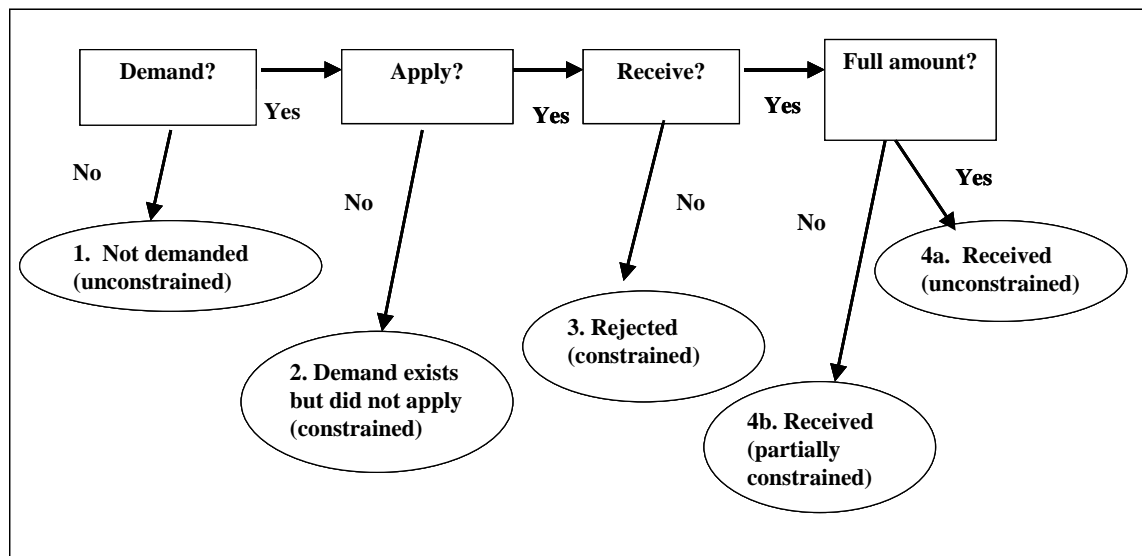 Demand?
Yes
Apply?
Yes
Receive?
Yes
Full amount?
No
No
No
No
Yes
1. Not demanded
(unconstrained)
2. Demand exists
but did not apply
(constrained)
3. Rejected
(constrained)
4b. Received
(partially
constrained)
4a. Received
(unconstrained)